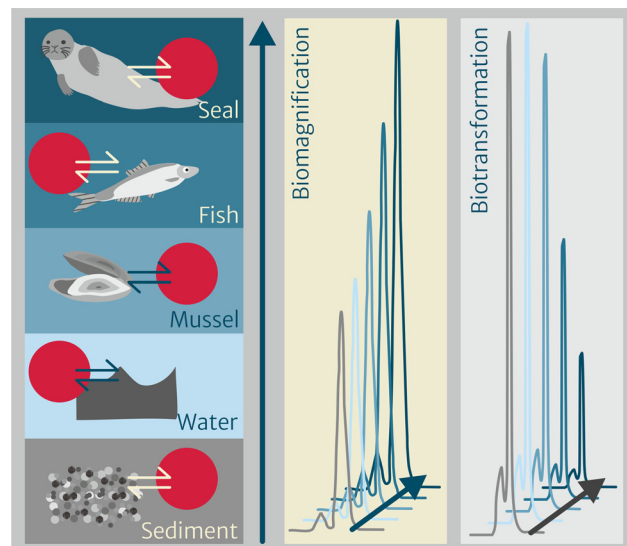 Seal
Fish
Mussel
Water
Sediment
Biomagnification
Biotransformation